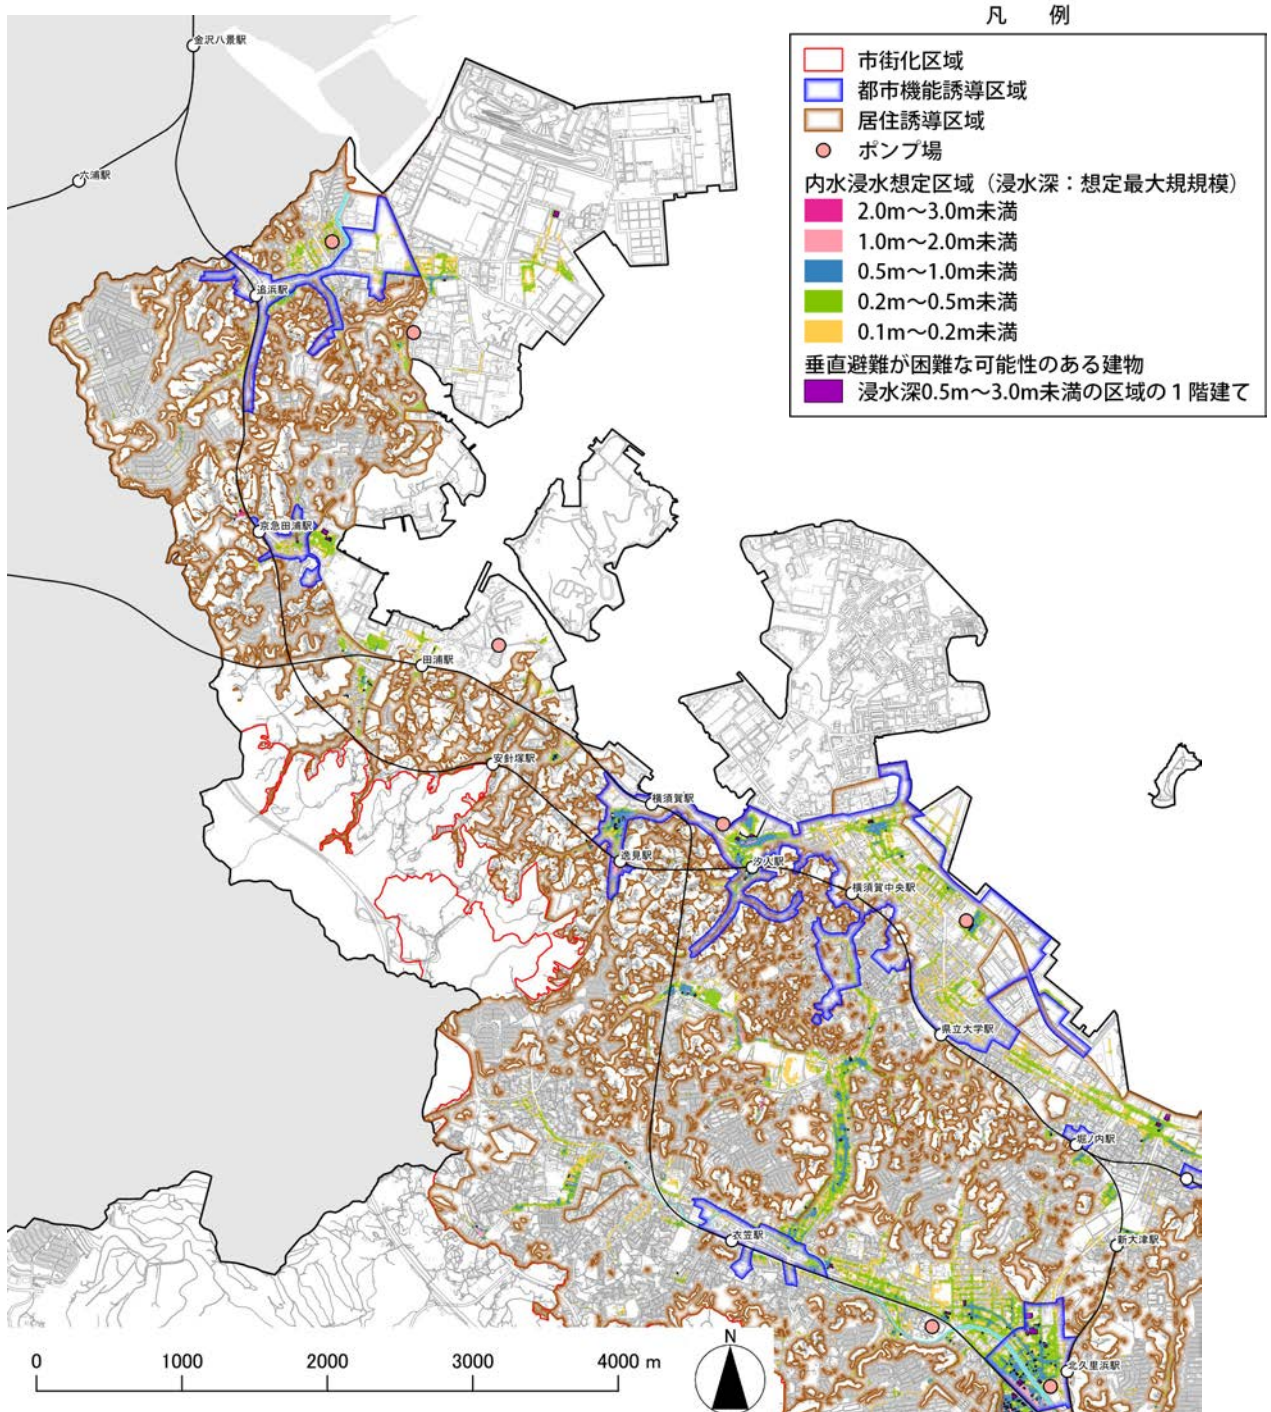 凡 例
市街化区域
都市機能誘導区域
居住誘導区域
ポンプ場
内水浸水想定区域(浸水深:想定最大規規模)
2.0m〜3.0m未満
1.0m〜2.0m未満
0.5m〜1.0m未満
0.2m〜0.5m未満
0.1m〜0.2m未満
垂直避難が困難な可能性のある建物
浸水深0.5m〜3.0m未満の区域の1階建て
金沢八景駅
六浦駅
追浜駅
京急田浦駅
田浦駅
安針塚駅
横須賀駅
逸見駅
汐入駅
横須賀中央駅
県立大学駅
堀ノ内駅
衣笠駅
新大津駅
北久里浜駅
0 1000 2000 3000 4000 m
N